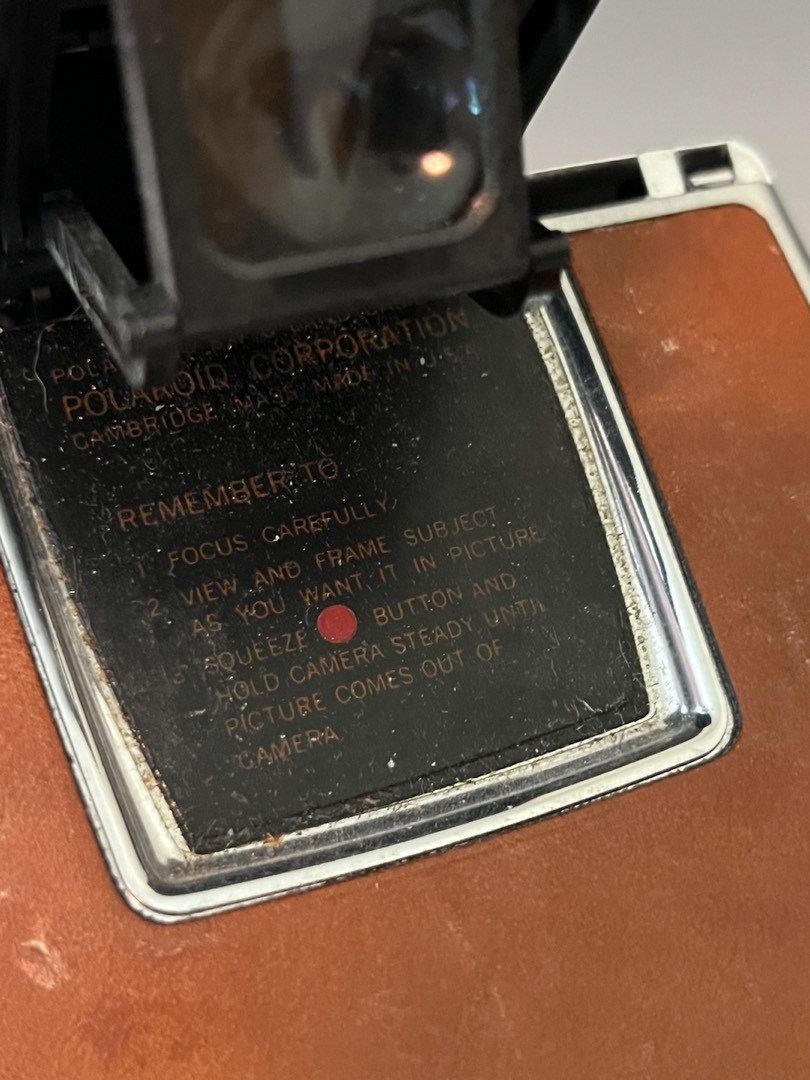 POLAROID CORPORATION
CAMBRIDGE MASS MADE IN U.S.A.
REMEMBER TO
1 FOCUS CAREFULLY
2 VIEW AND FRAME SUBJECT
AS YOU WANT IT IN PICTURE
3 SQUEEZE BUTTON AND
HOLD CAMERA STEADY UNTIL
PICTURE COMES OUT OF
CAMERA